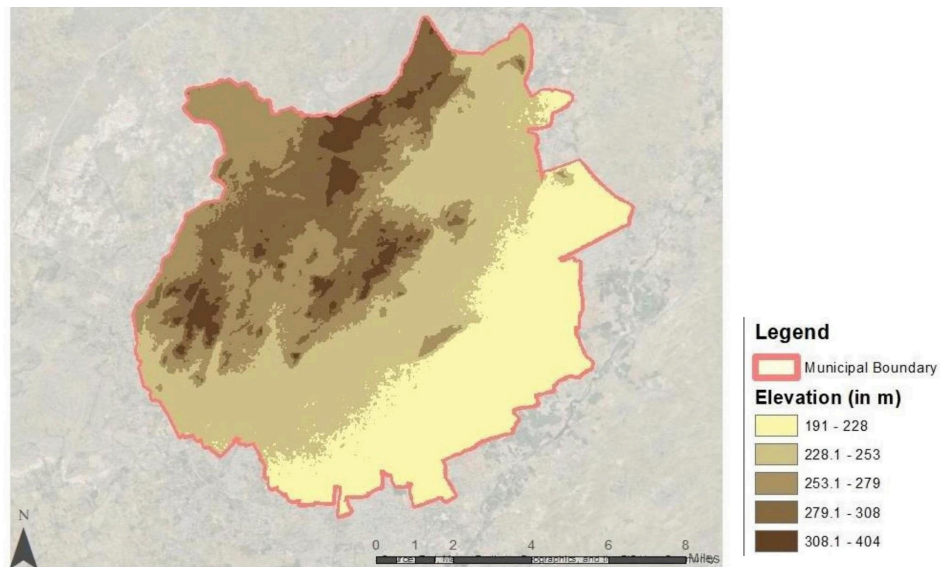 N
0 1 2 4 6 8
Miles
Legend
Municipal Boundary
Elevation (in m)
191 - 228
228.1 - 253
253.1 - 279
279.1 - 308
308.1 - 404